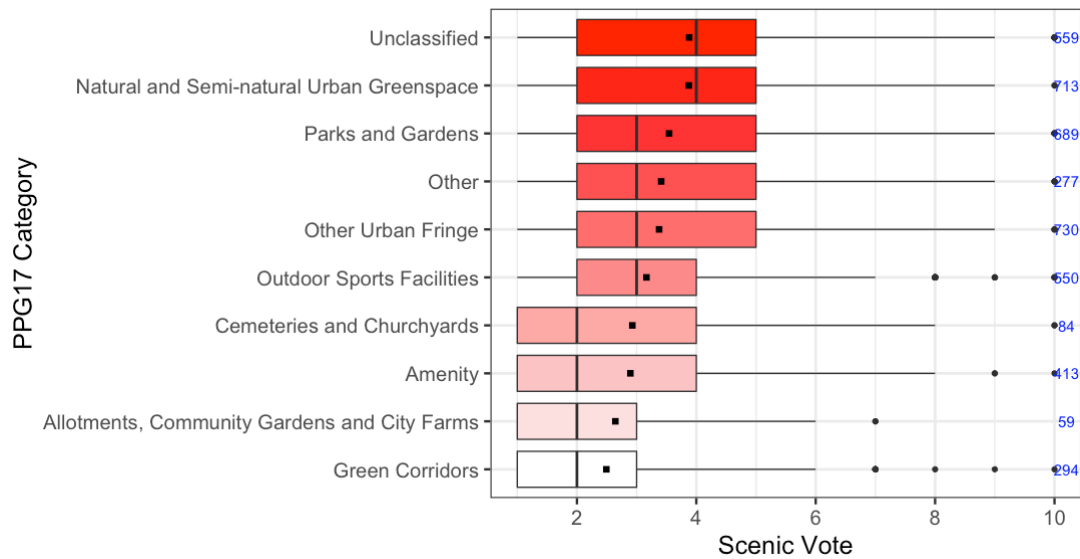 Unclassified
559
Natural and Semi-natural Urban Greenspace
713
Parks and Gardens
689
Other
277
Other Urban Fringe
730
Outdoor Sports Facilities
550
Cemeteries and Churchyards
84
Amenity
413
Allotments, Community Gardens and City Farms
59
Green Corridors
294
PPG17 Category
2 4 6 8 10
Scenic Vote